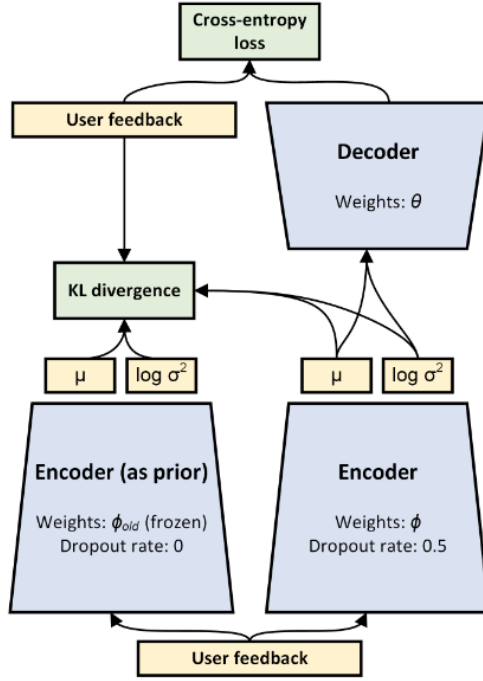 Cross-entropy
loss
User feedback
Decoder
Weights: θ
KL divergence
μ
log σ²
μ
log σ²
Encoder (as prior)
Weights: ϕold (frozen)
Dropout rate: 0
Encoder
Weights: ϕ
Dropout rate: 0.5
User feedback